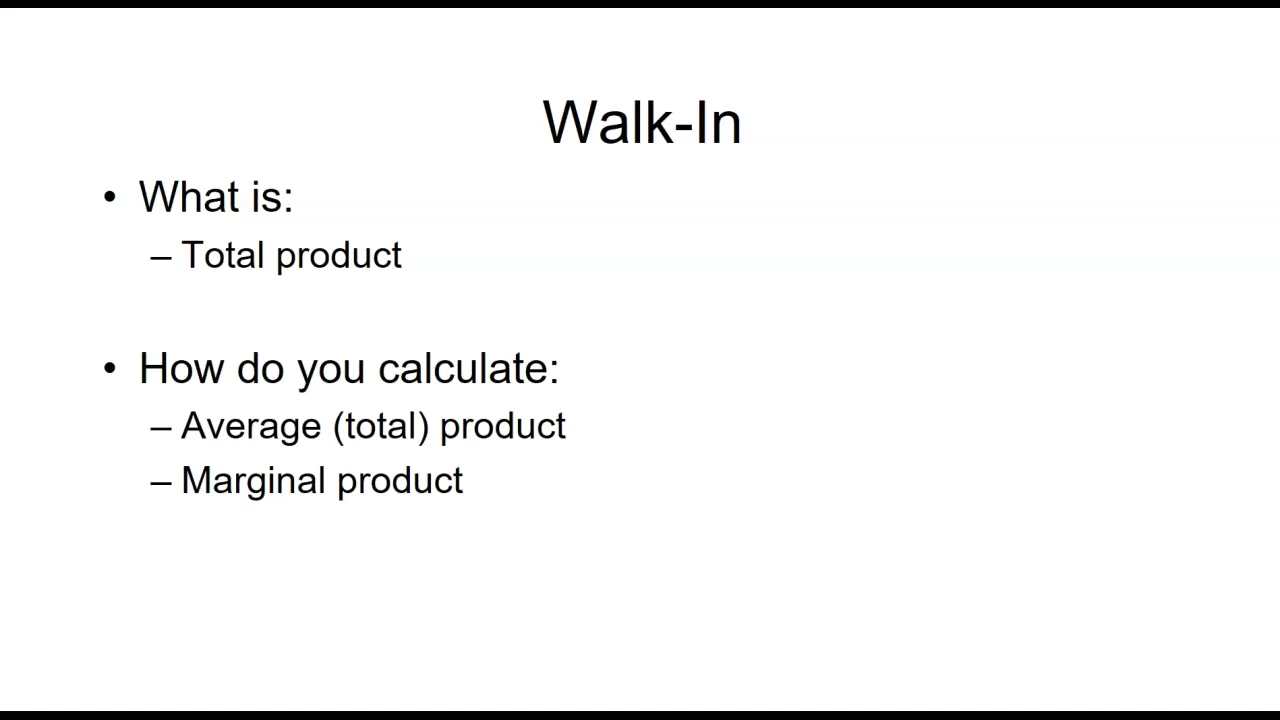 Walk-In
• What is:
– Total product
• How do you calculate:
– Average (total) product
– Marginal product